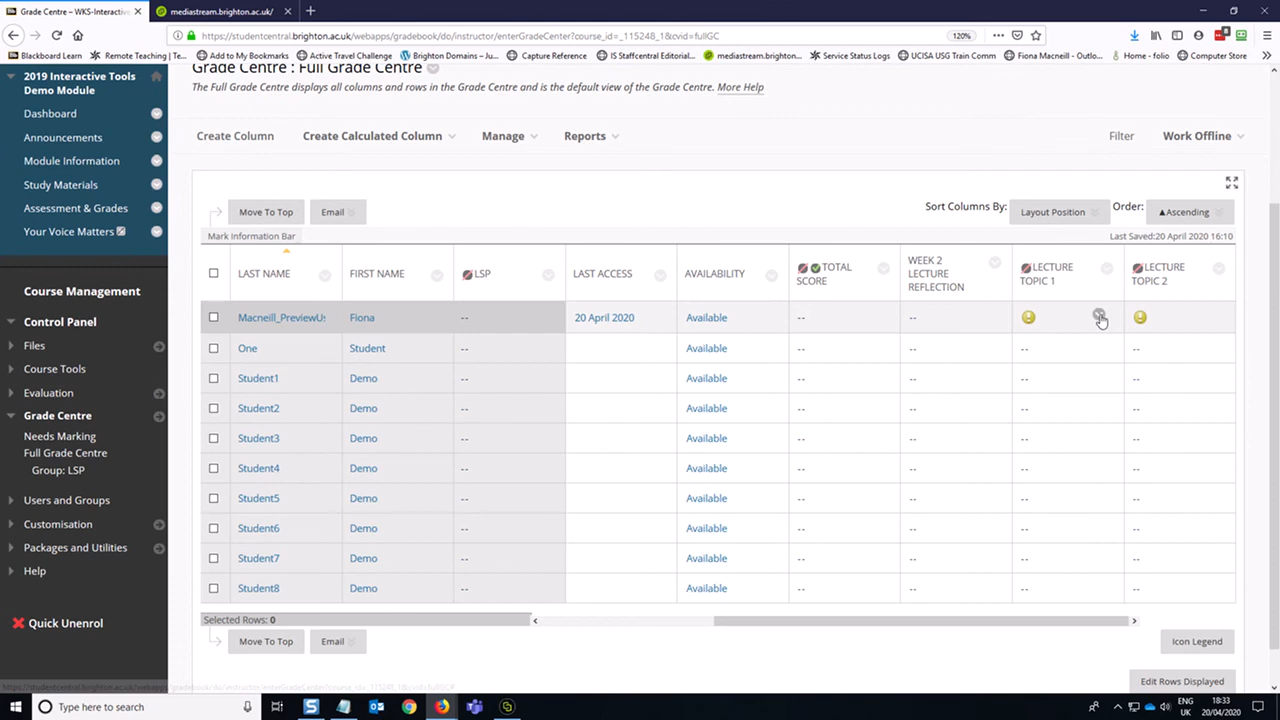 Grade Centre – WKS-Interactive
mediastream.brighton.ac.uk/
https://studentcentral.brighton.ac.uk/webapps/gradebook/do/instructor/enterGradeCenter?course_id=_115248_1&cvid=fullGC
120%
Blackboard Learn
Remote Teaching | Te...
Add to My Bookmarks
Active Travel Challenge
Brighton Domains – Ju...
Capture Reference
IS Staffcentral Editorial...
mediastream.brighton...
Service Status Logs
UCISA USG Train Comm
Fiona Macneill - Outlo...
Home - folio
Computer Store
2019 Interactive Tools
Demo Module
Dashboard
Announcements
Module Information
Study Materials
Assessment & Grades
Your Voice Matters
Course Management
Control Panel
Files
Course Tools
Evaluation
Grade Centre
Needs Marking
Full Grade Centre
Group: LSP
Users and Groups
Customisation
Packages and Utilities
Help
Quick Unenrol
Grade Centre : Full Grade Centre
The Full Grade Centre displays all columns and rows in the Grade Centre and is the default view of the Grade Centre. More Help
Create Column Create Calculated Column Manage Reports Filter Work Offline
Move To Top Email Sort Columns By: Layout Position Order: ▲Ascending
Mark Information Bar Last Saved:20 April 2020 16:10
LAST NAME FIRST NAME LSP LAST ACCESS AVAILABILITY TOTAL SCORE WEEK 2 LECTURE REFLECTION LECTURE TOPIC 1 LECTURE TOPIC 2
Macneill_PreviewUs Fiona -- 20 April 2020 Available -- --
One Student -- Available -- -- -- --
Student1 Demo -- Available -- -- -- --
Student2 Demo -- Available -- -- -- --
Student3 Demo -- Available -- -- -- --
Student4 Demo -- Available -- -- -- --
Student5 Demo -- Available -- -- -- --
Student6 Demo -- Available -- -- -- --
Student7 Demo -- Available -- -- -- --
Student8 Demo -- Available -- -- -- --
Selected Rows: 0
Move To Top Email Icon Legend
Edit Rows Displayed
Type here to search
ENG
UK
18:33
20/04/2020